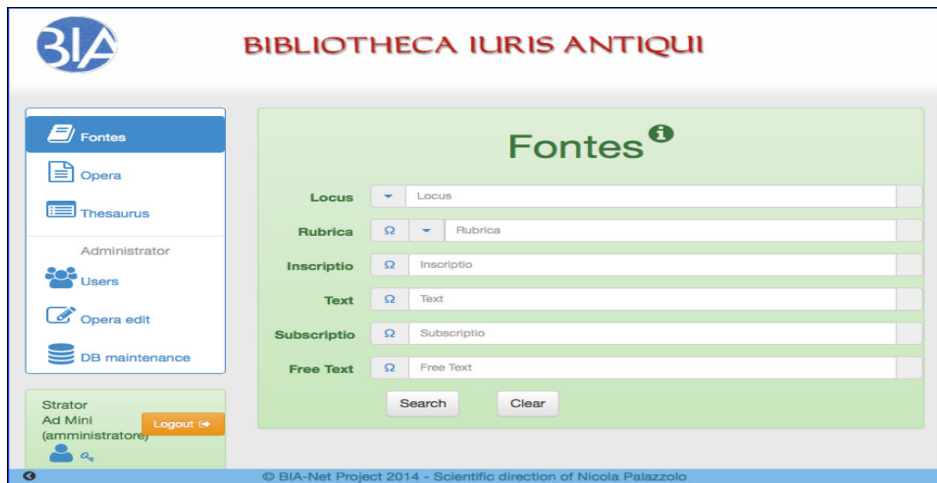 BIA
BIBLIOTHECA IURIS ANTIQUI
Fontes
Opera
Thesaurus
Administrator
Users
Opera edit
DB maintenance
Strator
Ad Mini
(amministratore)
Logout
Fontes
Locus Locus
Rubrica Ω Rubrica
Inscriptio Ω Inscriptio
Text Ω Text
Subscriptio Ω Subscriptio
Free Text Ω Free Text
Search Clear
© BIA-Net Project 2014 - Scientific direction of Nicola Palazzolo